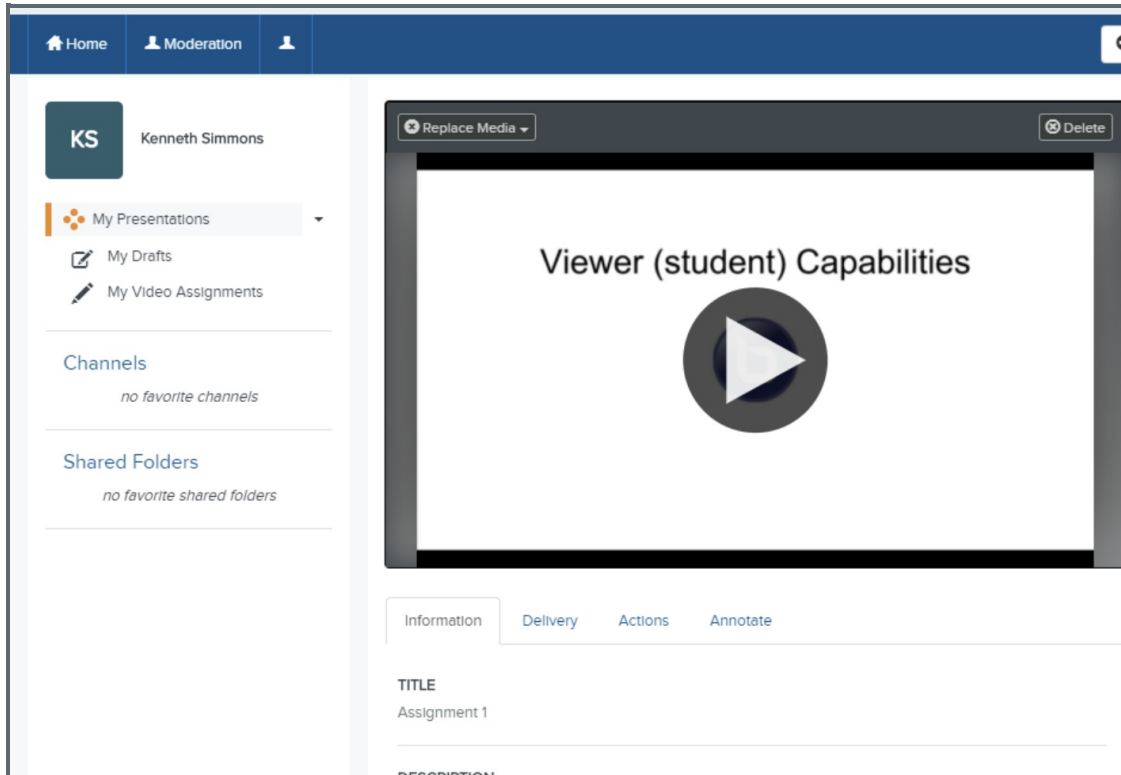 Home
Moderation
KS
Kenneth Simmons
My Presentations
My Drafts
My Video Assignments
Channels
no favorite channels
Shared Folders
no favorite shared folders
Replace Media
Delete
Viewer (student) Capabilities
Information
Delivery
Actions
Annotate
TITLE
Assignment 1
DESCRIPTION